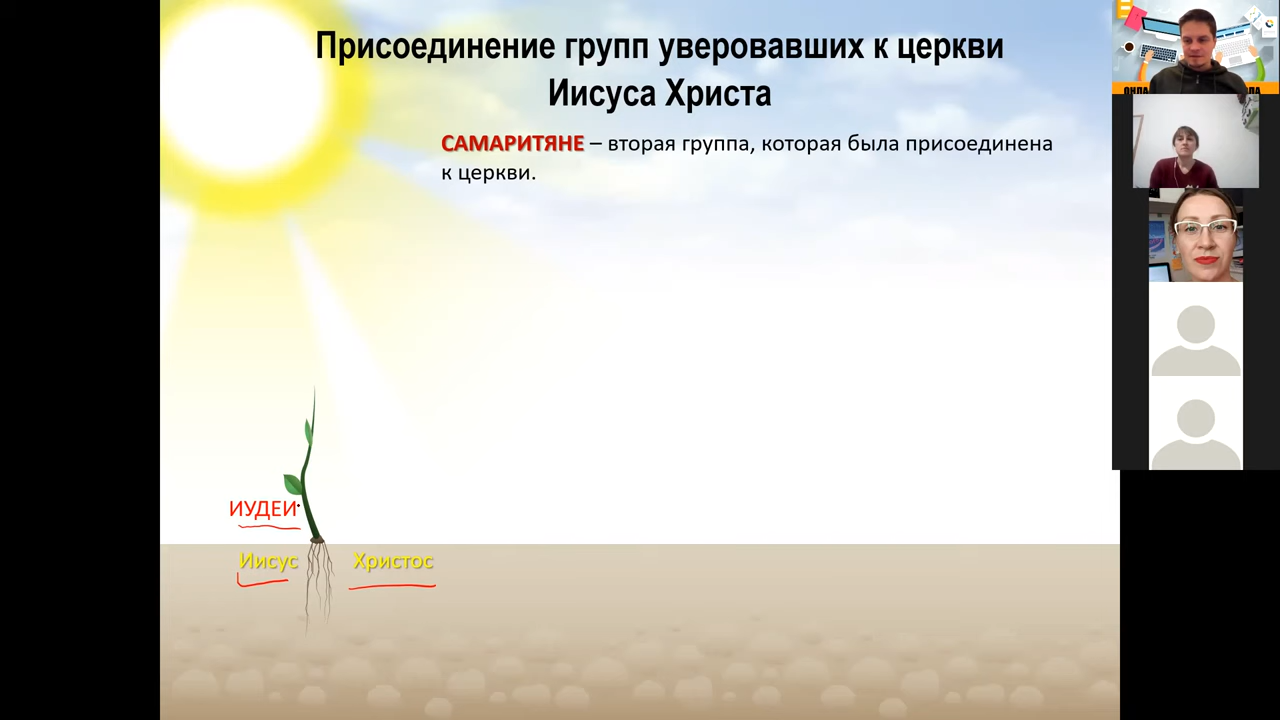 Присоединение групп уверовавших к церкви
Иисуса Христа
САМАРИТЯНЕ – вторая группа, которая была присоединена
к церкви.
ИУДЕИ
Иисус Христос